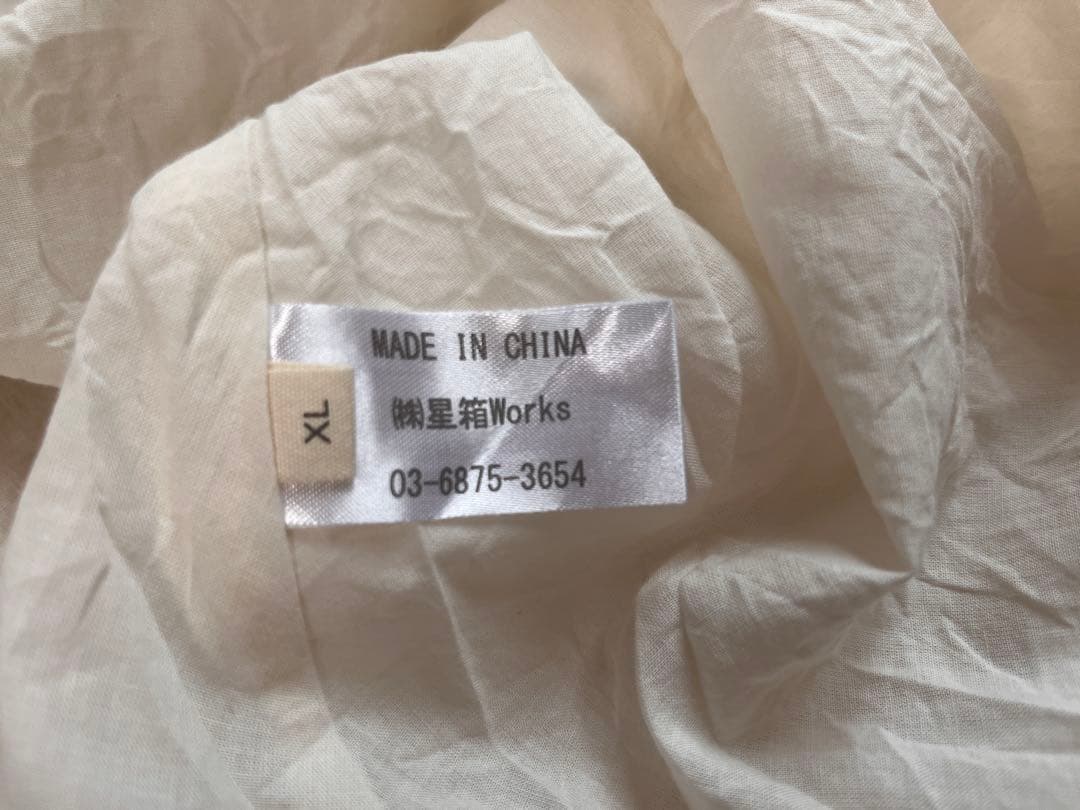 MADE IN CHINA
㈱星箱Works
03-6875-3654
XL